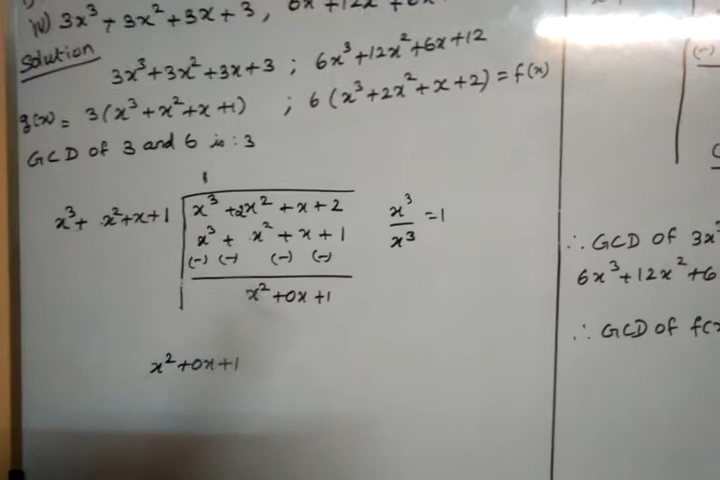 iv) 3x³ + 3x² + 3x + 3,
Solution
3x³+3x²+3x+3 ; 6x³+12x²+6x+12
g(x) = 3(x³+x²+x+1) ; 6(x³+2x²+x+2) = f(x)
GCD of 3 and 6 is : 3
1
x³+ x²+x+1 x³+2x²+x+2 x³/x³ =1
x³+ x²+x+1
(-) (-) (-) (-)
x²+0x+1
x²+0x+1
(-)
∴ GCD of 3x³
6x³+12x²+6
∴ GCD of f(x